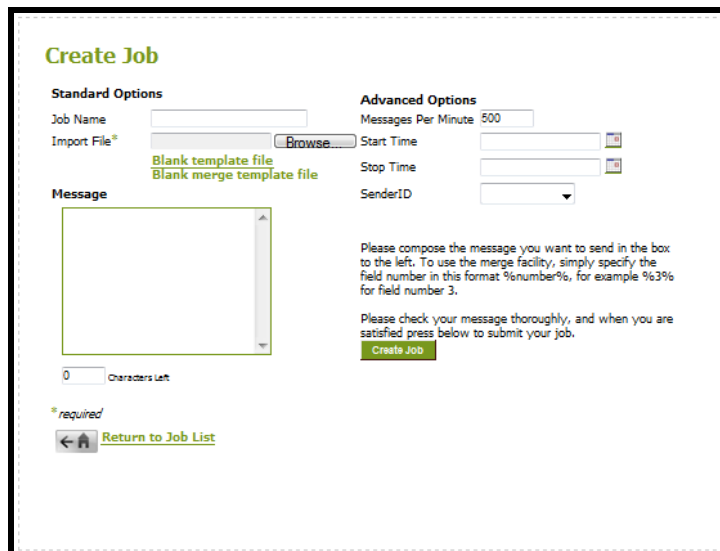 Create Job
Standard Options
Job Name
Import File*
Browse...
Blank template file
Blank merge template file
Message
0 Characters Left
*required
Return to Job List
Advanced Options
Messages Per Minute 500
Start Time
Stop Time
SenderID
Please compose the message you want to send in the box
to the left. To use the merge facility, simply specify the
field number in this format %number%, for example %3%
for field number 3.
Please check your message thoroughly, and when you are
satisfied press below to submit your job.
Create Job